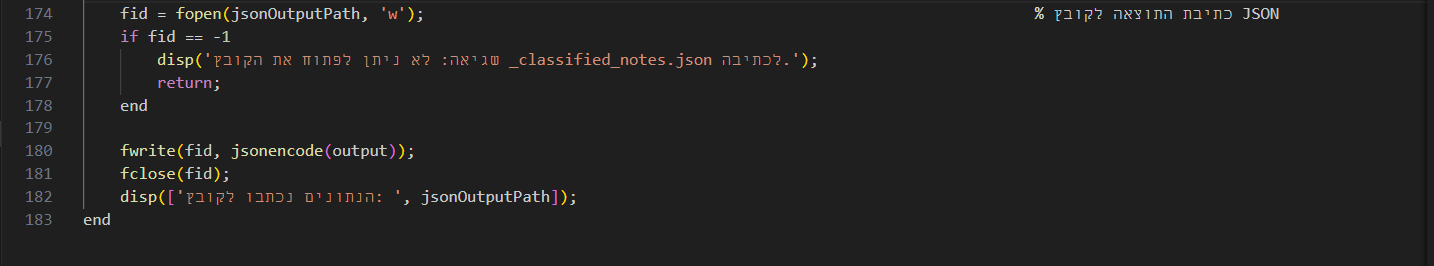 174 fid = fopen(jsonOutputPath, 'w'); % כתיבת התוצאה לקובץ JSON
175 if fid == -1
176 disp('שגיאה: לא ניתן לפתוח את הקובץ _classified_notes.json לכתיבה.');
177 return;
178 end
179
180 fwrite(fid, jsonencode(output));
181 fclose(fid);
182 disp(['הנתונים נכתבו לקובץ: ', jsonOutputPath]);
183 end